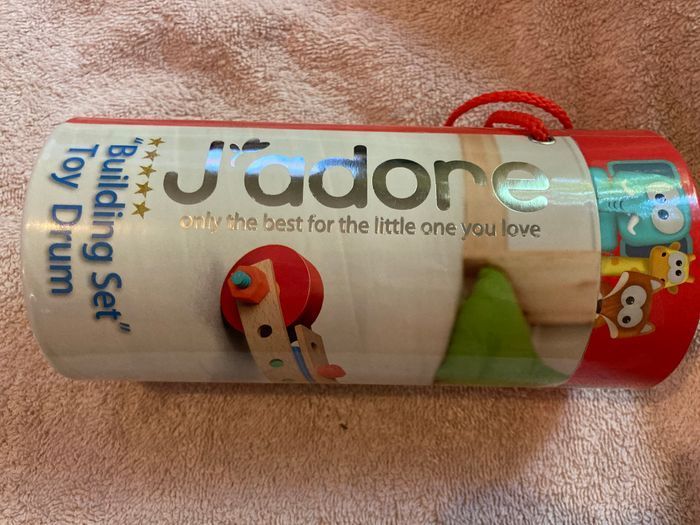 J'adore
only the best for the little one you love
"Building Set"
Toy Drum